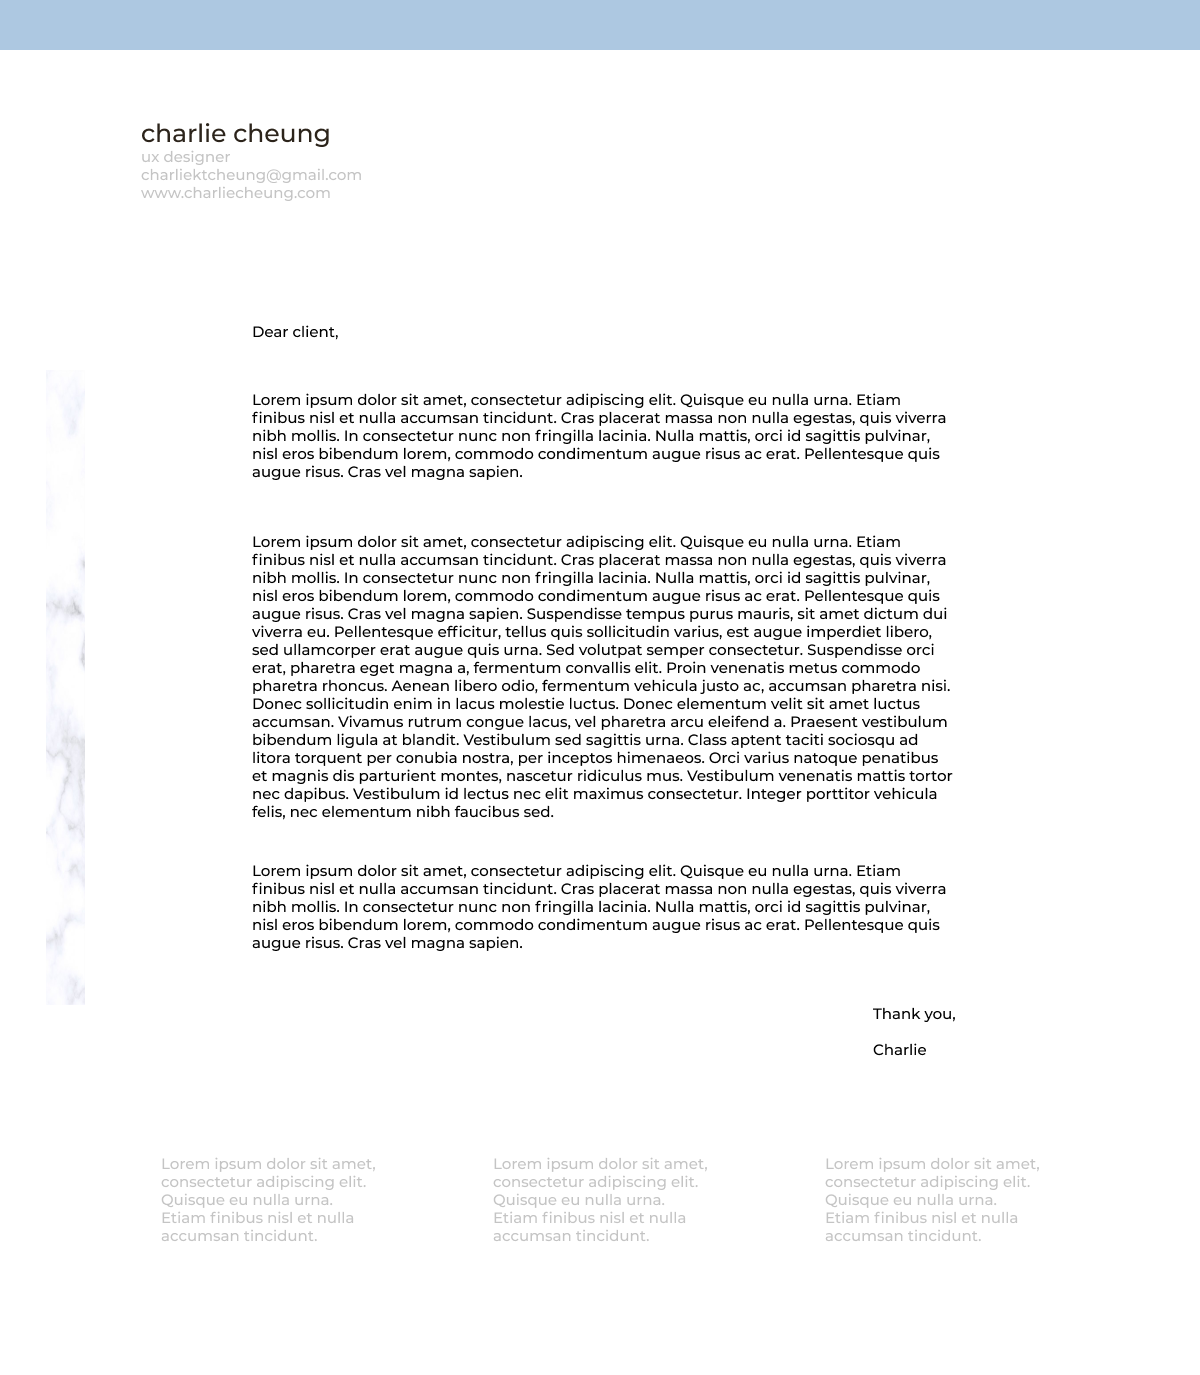 charlie cheung
ux designer
charliektcheung@gmail.com
www.charliecheung.com
Dear client,
Lorem ipsum dolor sit amet, consectetur adipiscing elit. Quisque eu nulla urna. Etiam
finibus nisl et nulla accumsan tincidunt. Cras placerat massa non nulla egestas, quis viverra
nibh mollis. In consectetur nunc non fringilla lacinia. Nulla mattis, orci id sagittis pulvinar,
nisl eros bibendum lorem, commodo condimentum augue risus ac erat. Pellentesque quis
augue risus. Cras vel magna sapien.
Lorem ipsum dolor sit amet, consectetur adipiscing elit. Quisque eu nulla urna. Etiam
finibus nisl et nulla accumsan tincidunt. Cras placerat massa non nulla egestas, quis viverra
nibh mollis. In consectetur nunc non fringilla lacinia. Nulla mattis, orci id sagittis pulvinar,
nisl eros bibendum lorem, commodo condimentum augue risus ac erat. Pellentesque quis
augue risus. Cras vel magna sapien. Suspendisse tempus purus mauris, sit amet dictum dui
viverra eu. Pellentesque efficitur, tellus quis sollicitudin varius, est augue imperdiet libero,
sed ullamcorper erat augue quis urna. Sed volutpat semper consectetur. Suspendisse orci
erat, pharetra eget magna a, fermentum convallis elit. Proin venenatis metus commodo
pharetra rhoncus. Aenean libero odio, fermentum vehicula justo ac, accumsan pharetra nisi.
Donec sollicitudin enim in lacus molestie luctus. Donec elementum velit sit amet luctus
accumsan. Vivamus rutrum congue lacus, vel pharetra arcu eleifend a. Praesent vestibulum
bibendum ligula at blandit. Vestibulum sed sagittis urna. Class aptent taciti sociosqu ad
litora torquent per conubia nostra, per inceptos himenaeos. Orci varius natoque penatibus
et magnis dis parturient montes, nascetur ridiculus mus. Vestibulum venenatis mattis tortor
nec dapibus. Vestibulum id lectus nec elit maximus consectetur. Integer porttitor vehicula
felis, nec elementum nibh faucibus sed.
Lorem ipsum dolor sit amet, consectetur adipiscing elit. Quisque eu nulla urna. Etiam
finibus nisl et nulla accumsan tincidunt. Cras placerat massa non nulla egestas, quis viverra
nibh mollis. In consectetur nunc non fringilla lacinia. Nulla mattis, orci id sagittis pulvinar,
nisl eros bibendum lorem, commodo condimentum augue risus ac erat. Pellentesque quis
augue risus. Cras vel magna sapien.
Thank you,
Charlie
Lorem ipsum dolor sit amet,
consectetur adipiscing elit.
Quisque eu nulla urna.
Etiam finibus nisl et nulla
accumsan tincidunt.
Lorem ipsum dolor sit amet,
consectetur adipiscing elit.
Quisque eu nulla urna.
Etiam finibus nisl et nulla
accumsan tincidunt.
Lorem ipsum dolor sit amet,
consectetur adipiscing elit.
Quisque eu nulla urna.
Etiam finibus nisl et nulla
accumsan tincidunt.